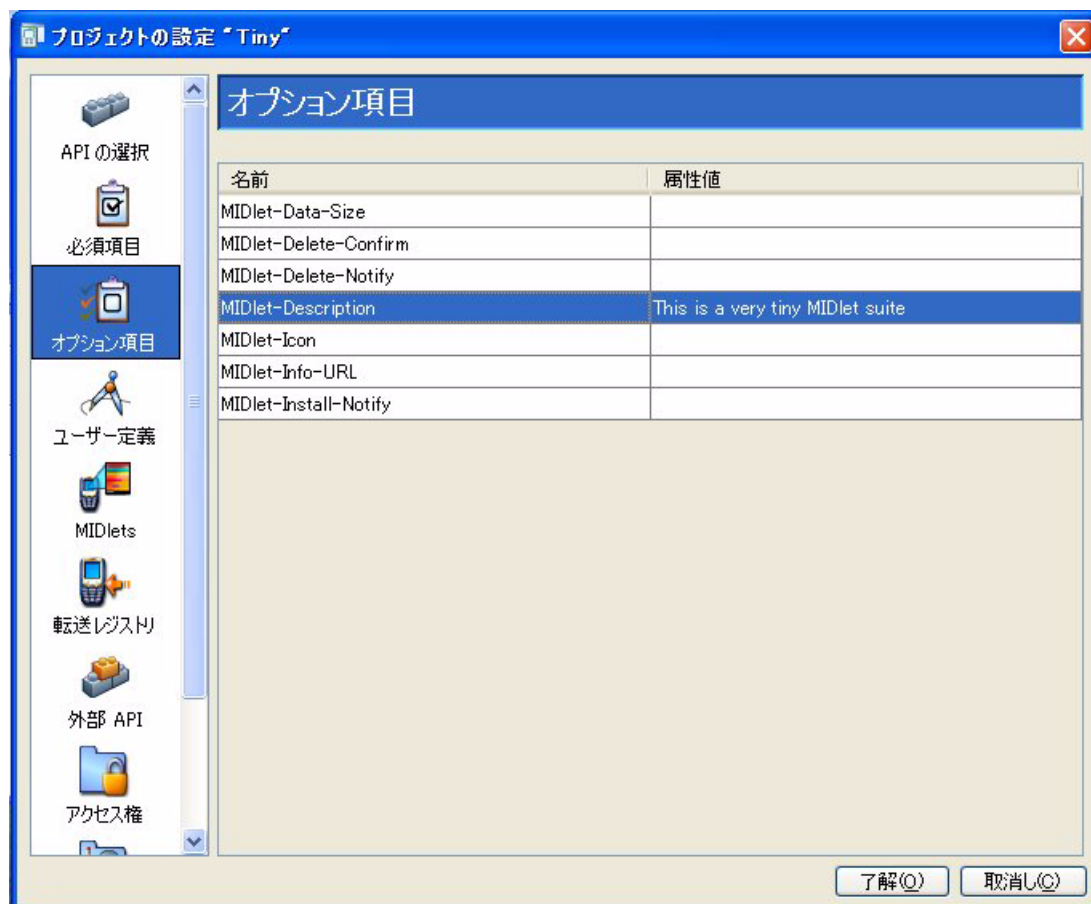 プロジェクトの設定 "Tiny"
API の選択
必須項目
オプション項目
ユーザー定義
MIDlets
転送レジストリ
外部 API
アクセス権
オプション項目
名前 属性値
MIDlet-Data-Size
MIDlet-Delete-Confirm
MIDlet-Delete-Notify
MIDlet-Description This is a very tiny MIDlet suite
MIDlet-Icon
MIDlet-Info-URL
MIDlet-Install-Notify
了解(O) 取消し(C)